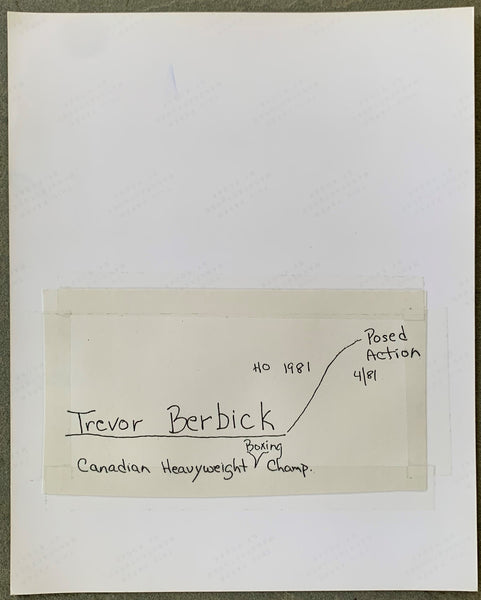 Posed
Action
HO 1981
4/81
Trevor Berbick
Boxing
Canadian Heavyweight Champ.